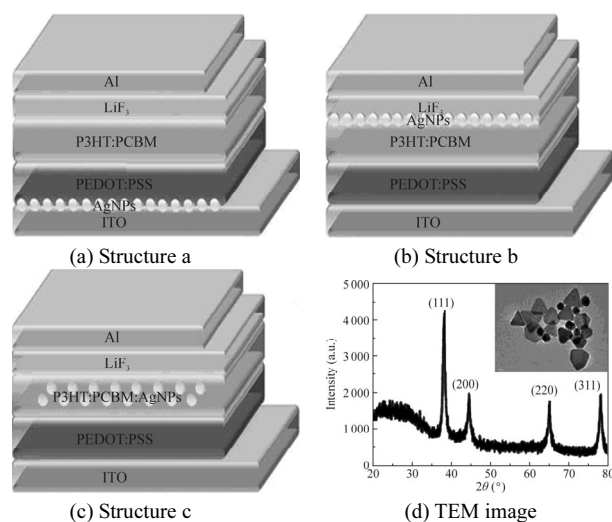 Al
LiF₃
P3HT:PCBM
PEDOT:PSS
AgNPs
ITO
(a) Structure a
Al
LiF₃
AgNPs
P3HT:PCBM
PEDOT:PSS
ITO
(b) Structure b
Al
LiF₃
P3HT:PCBM:AgNPs
PEDOT:PSS
ITO
(c) Structure c
5 000
4 000
3 000
2 000
1 000
0
Intensity (a.u.)
(111)
(200)
(220)
(311)
20 30 40 50 60 70 80
2θ (°)
(d) TEM image